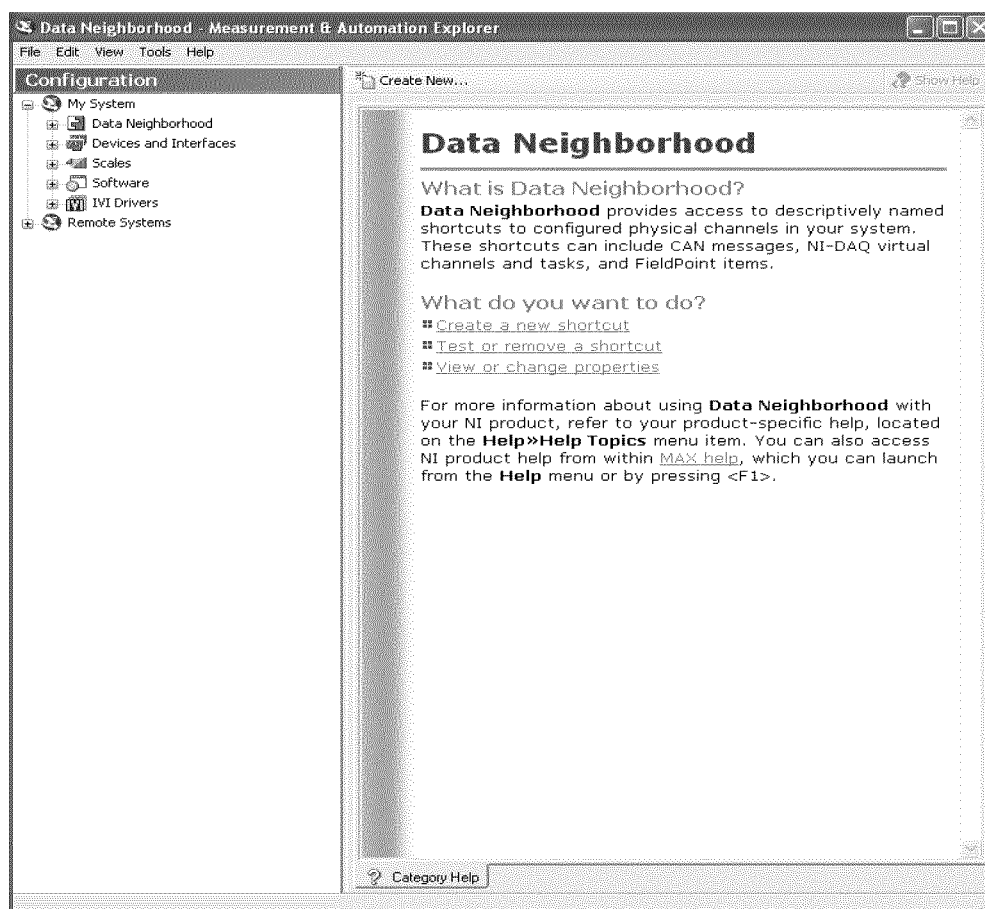 Data Neighborhood - Measurement & Automation Explorer
File Edit View Tools Help
Configuration
My System
Data Neighborhood
Devices and Interfaces
Scales
Software
IVI Drivers
Remote Systems
Create New...
Show Help
Data Neighborhood
What is Data Neighborhood?
Data Neighborhood provides access to descriptively named
shortcuts to configured physical channels in your system.
These shortcuts can include CAN messages, NI-DAQ virtual
channels and tasks, and FieldPoint items.
What do you want to do?
Create a new shortcut
Test or remove a shortcut
View or change properties
For more information about using Data Neighborhood with
your NI product, refer to your product-specific help, located
on the Help»Help Topics menu item. You can also access
NI product help from within MAX help, which you can launch
from the Help menu or by pressing <F1>.
Category Help